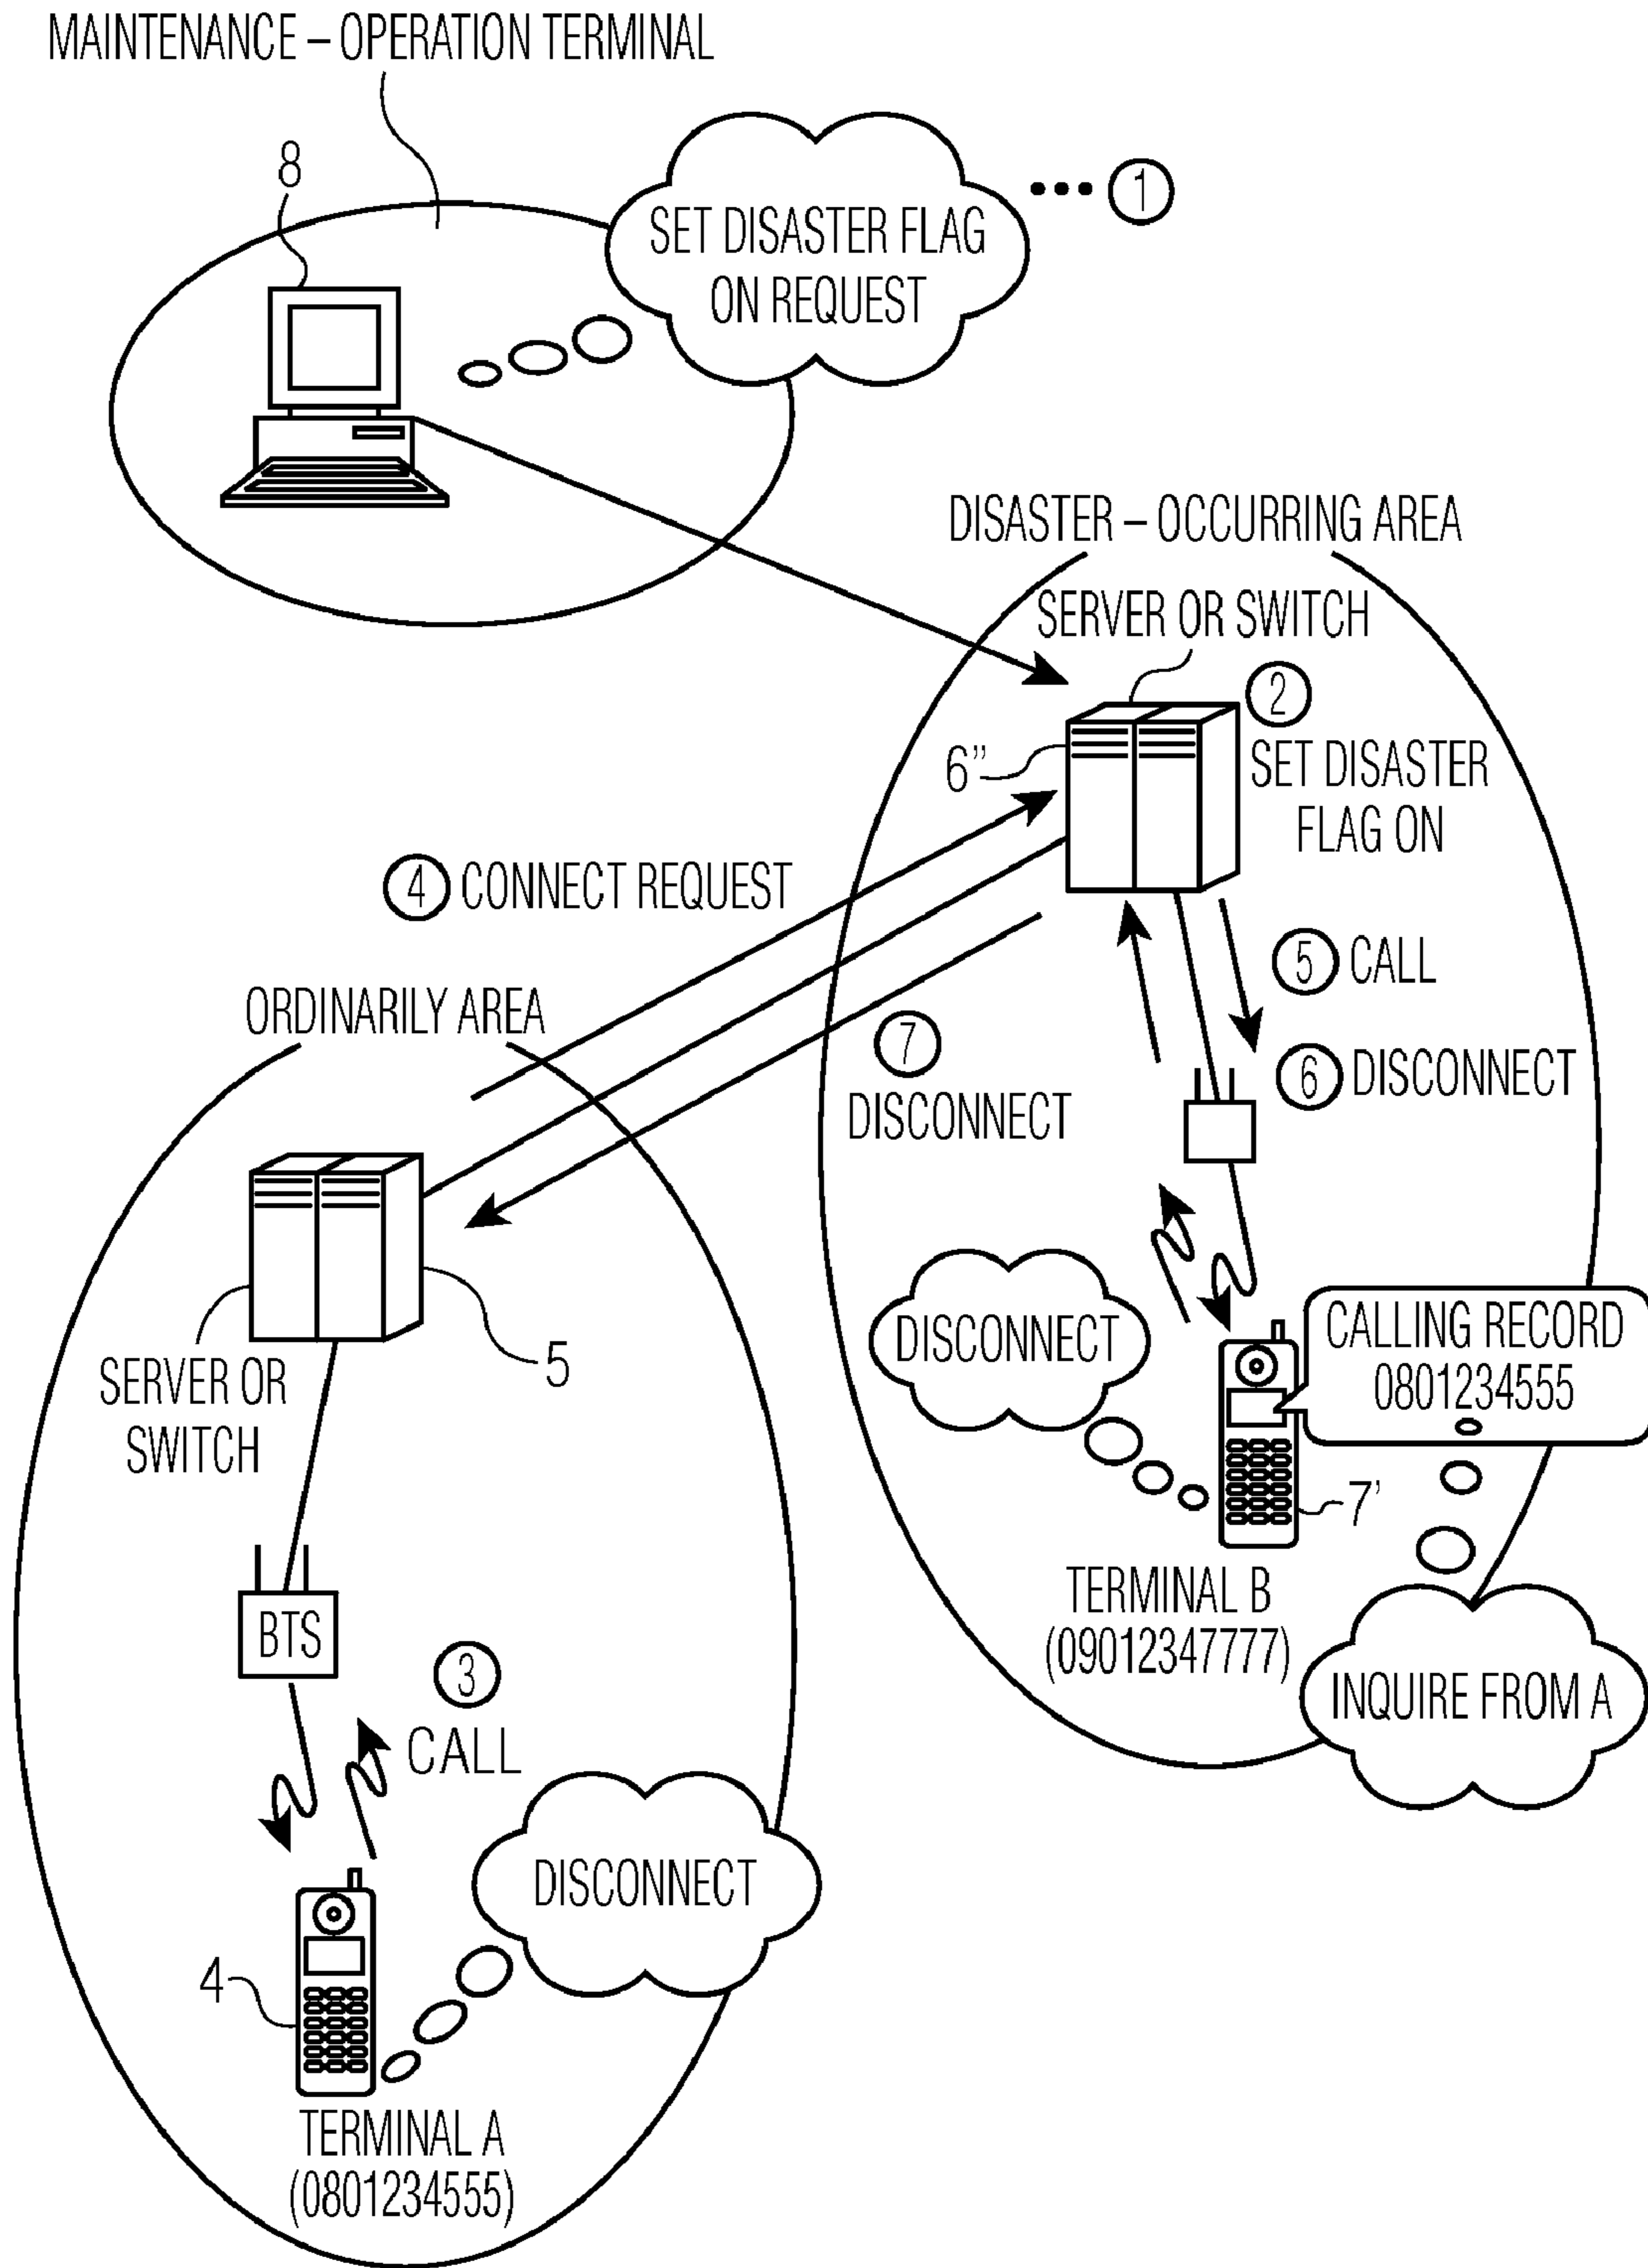 MAINTENANCE – OPERATION TERMINAL
8
SET DISASTER FLAG
ON REQUEST
1
DISASTER – OCCURRING AREA
SERVER OR SWITCH
2
6”
SET DISASTER
FLAG ON
4 CONNECT REQUEST
5 CALL
ORDINARILY AREA
7
DISCONNECT
6 DISCONNECT
5
SERVER OR
SWITCH
DISCONNECT
CALLING RECORD
0801234555
7’
TERMINAL B
(09012347777)
INQUIRE FROM A
BTS
3
CALL
DISCONNECT
4
TERMINAL A
(0801234555)